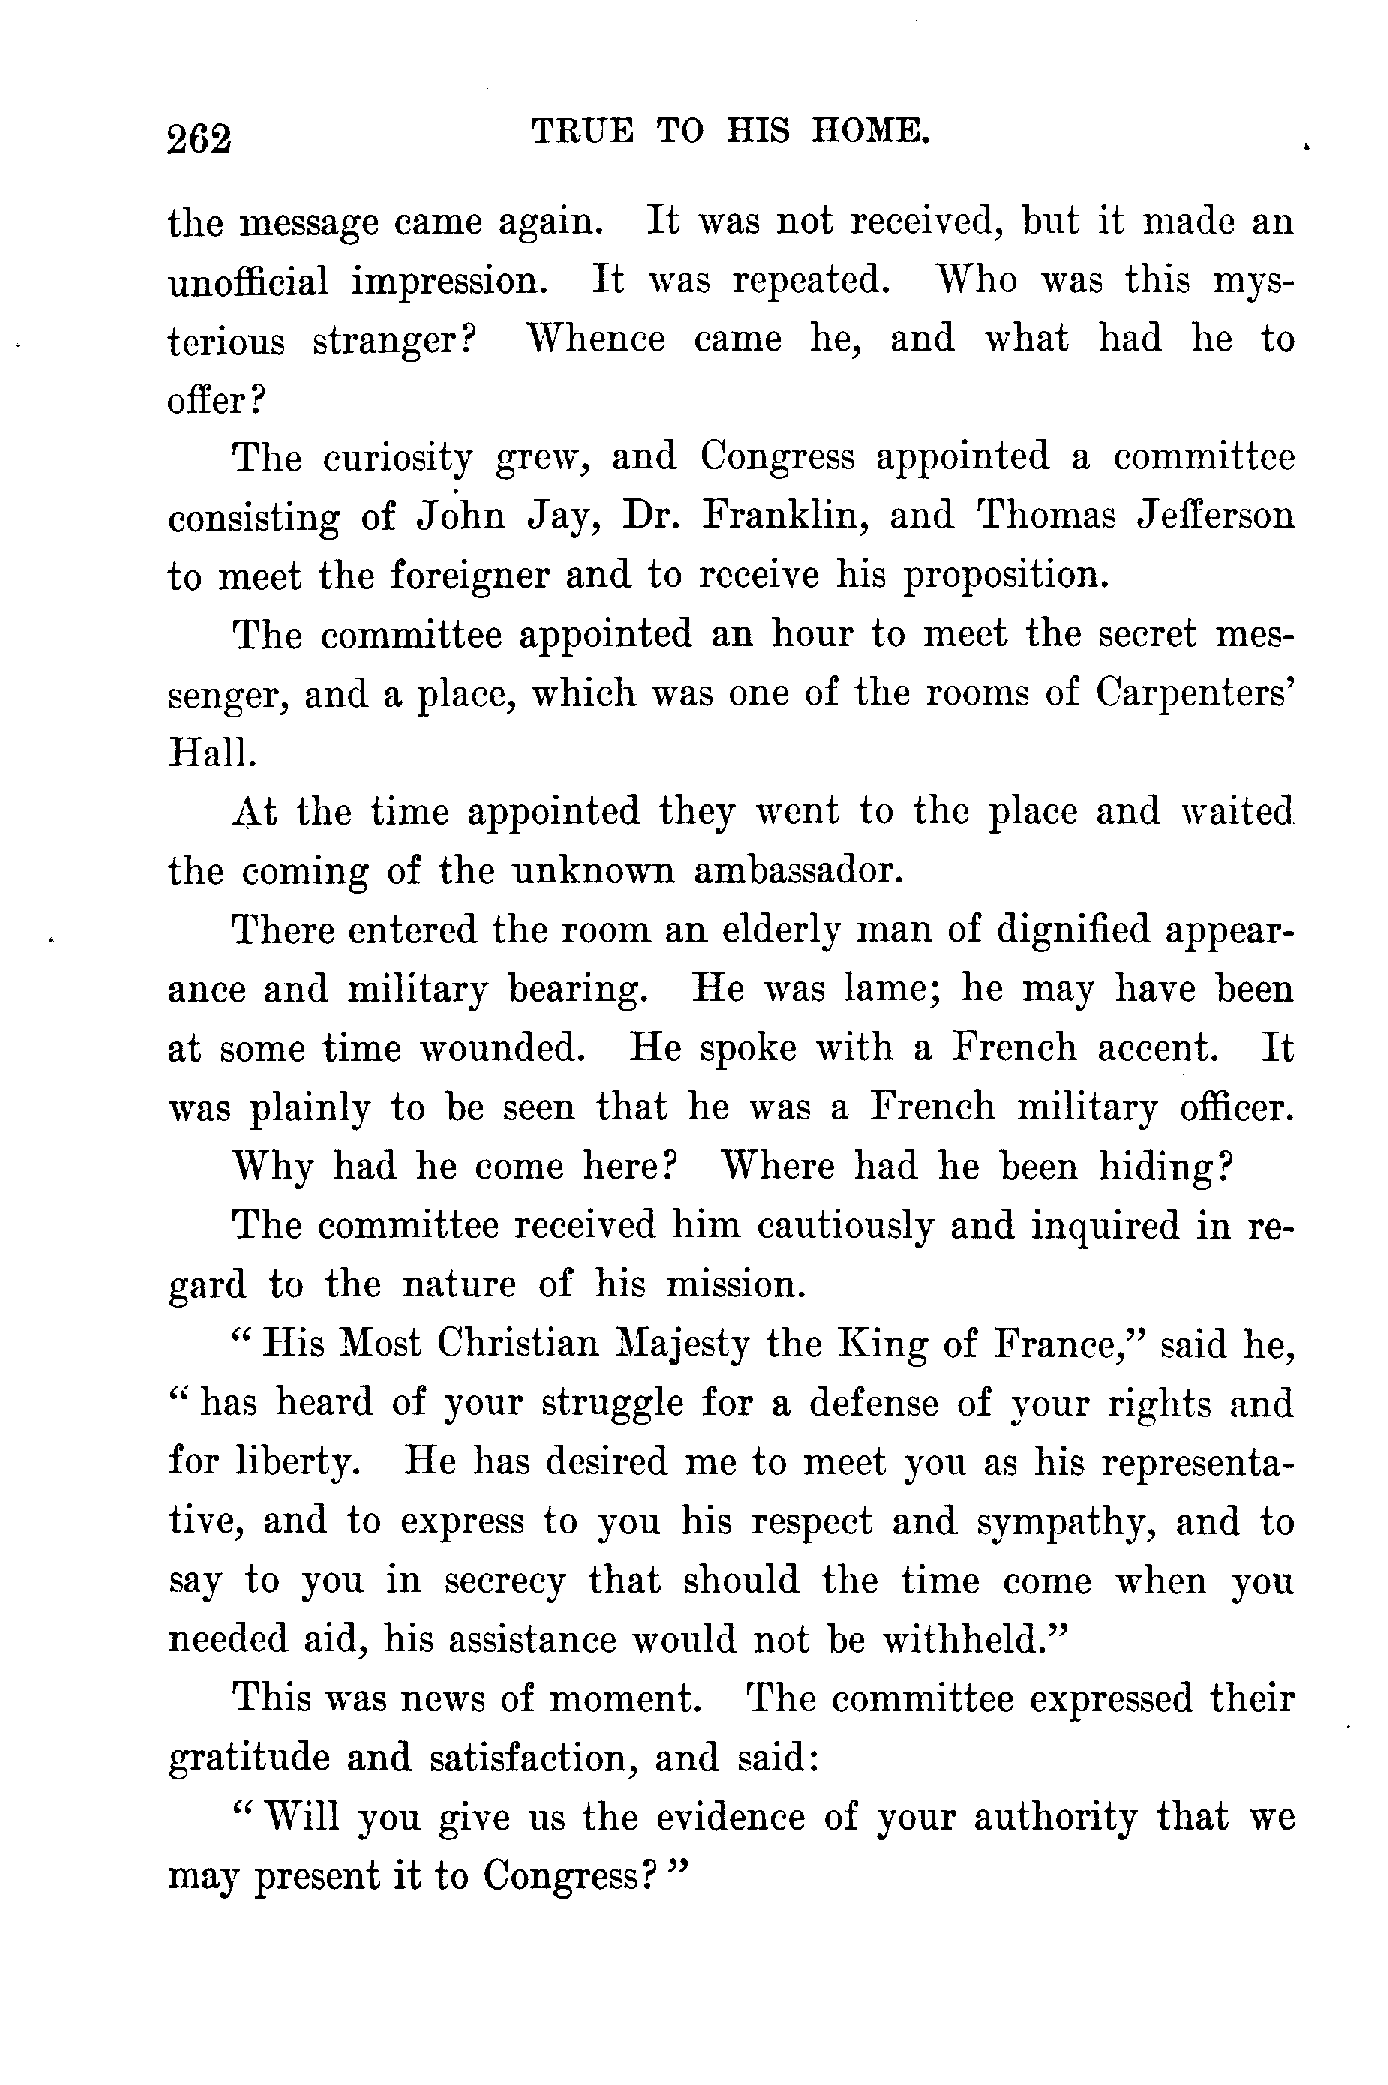 262 TRUE TO HIS HOME.
the message came again. It was not received, but it made an
unofficial impression. It was repeated. Who was this mys-
terious stranger? Whence came he, and what had he to
offer?
The curiosity grew, and Congress appointed a committee
consisting of John Jay, Dr. Franklin, and Thomas Jefferson
to meet the foreigner and to receive his proposition.
The committee appointed an hour to meet the secret mes-
senger, and a place, which was one of the rooms of Carpenters'
Hall.
At the time appointed they went to the place and waited
the coming of the unknown ambassador.
There entered the room an elderly man of dignified appear-
ance and military bearing. He was lame; he may have been
at some time wounded. He spoke with a French accent. It
was plainly to be seen that he was a French military officer.
Why had he come here? Where had he been hiding?
The committee received him cautiously and inquired in re-
gard to the nature of his mission.
“ His Most Christian Majesty the King of France,” said he,
“ has heard of your struggle for a defense of your rights and
for liberty. He has desired me to meet you as his representa-
tive, and to express to you his respect and sympathy, and to
say to you in secrecy that should the time come when you
needed aid, his assistance would not be withheld.”
This was news of moment. The committee expressed their
gratitude and satisfaction, and said:
“ Will you give us the evidence of your authority that we
may present it to Congress? ”